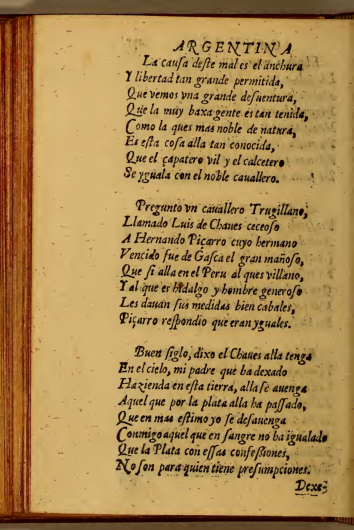 ARGENTINA
La causa deste mal es el anchura
Y libertad tan grande permitida,
Que vemos vna grande desuentura,
Que la muy baxa gente es tan tenida,
Como la ques mas noble de natura,
Es esta cosa alla tan conocida,
Que el çapatero vil y el calcetero
Se yguala con el noble cauallero.
Pregunto vn cauallero Trugillano,
Llamado Luis de Chaues ceceoso
A Hernando Piçarro cuyo hermano
Vencido fue de Gasca el gran mañoso,
Que si alla en el Peru al ques villano,
Y al que es hidalgo y hombre generoso
Les dauan sus medidas bien cabales,
Piçarro respondio que eran yguales.
Buen siglo, dixo el Chaues alla tenga
En el cielo, mi padre que ha dexado
Hazienda en esta tierra, alla se auenga
Aquel que por la plata alla ha passado,
Que en mas estimo yo se desauenga
Conmigo aquel que en sangre no ha igualado
Que la Plata con essas confessiones,
No son para quien tiene presumpciones.
Dexe-